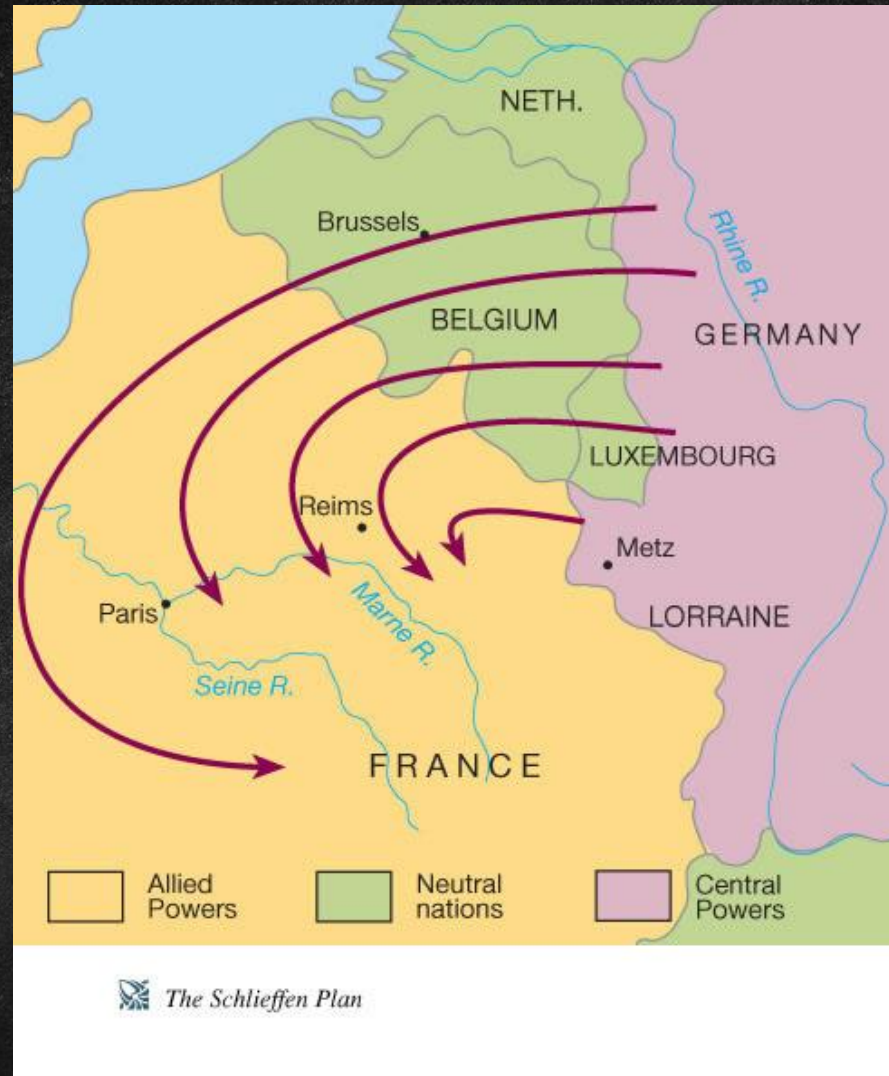 NETH.
Brussels
Rhine R.
BELGIUM
GERMANY
LUXEMBOURG
Reims
Metz
Paris
Marne R.
LORRAINE
Seine R.
FRANCE
Allied
Powers
Neutral
nations
Central
Powers
The Schlieffen Plan